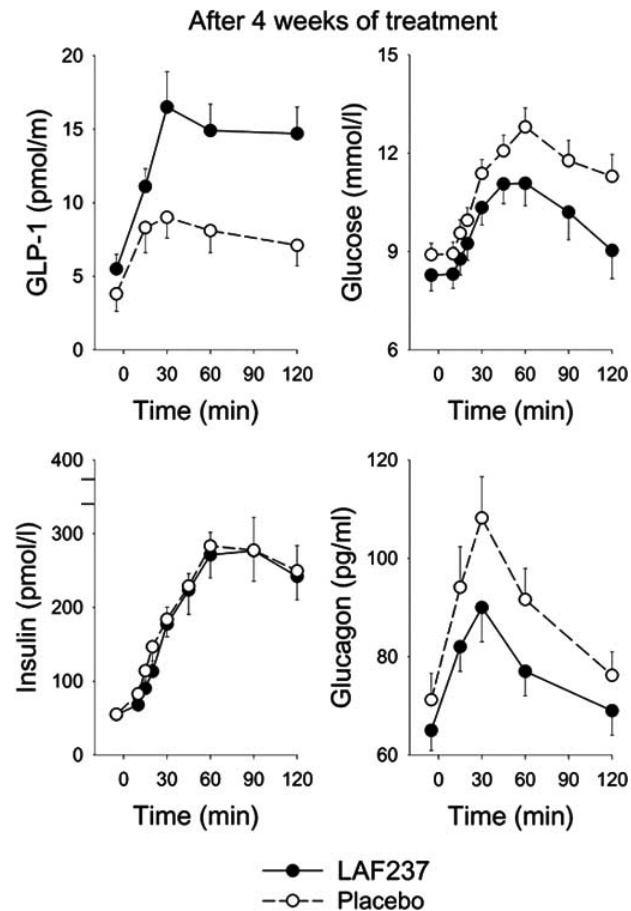 After 4 weeks of treatment
20
15
10
5
0
GLP-1 (pmol/m)
0 30 60 90 120
Time (min)
15
12
9
6
Glucose (mmol/l)
0 30 60 90 120
Time (min)
400
300
200
100
0
Insulin (pmol/l)
0 30 60 90 120
Time (min)
120
100
80
60
Glucagon (pg/ml)
0 30 60 90 120
Time (min)
LAF237
Placebo